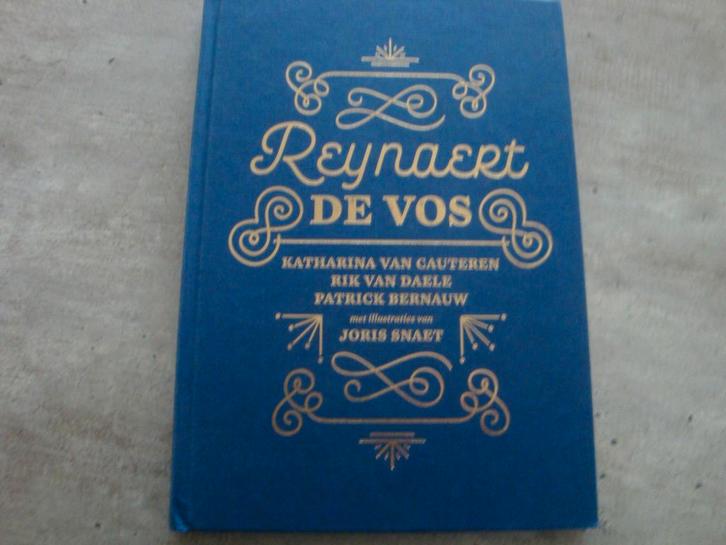 Reynaert
DE VOS
KATHARINA VAN CAUTEREN
RIK VAN DAELE
PATRICK BERNAUW
met illustraties van
JORIS SNAET